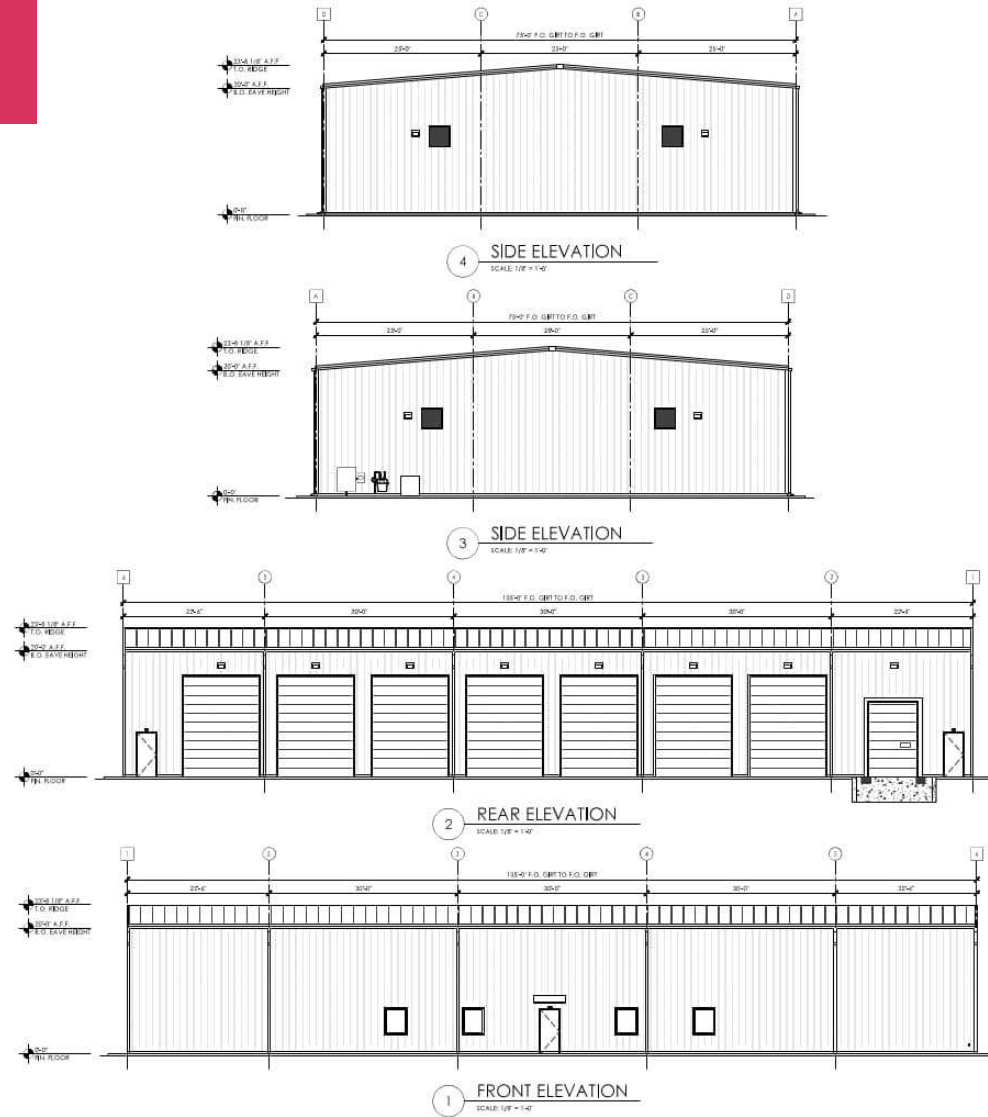 D C B A
75'-0" F.O. GIRT TO F.O. GIRT
25'-0" 25'-0" 25'-0"
23'-8 1/8" A.F.F.
T.O. RIDGE
20'-0" A.F.F.
B.O. EAVE HEIGHT
0'-0"
FIN. FLOOR
4 SIDE ELEVATION
SCALE: 1/8" = 1'-0"
A B C D
75'-0" F.O. GIRT TO F.O. GIRT
25'-0" 25'-0" 25'-0"
23'-8 1/8" A.F.F.
T.O. RIDGE
20'-0" A.F.F.
B.O. EAVE HEIGHT
0'-0"
FIN. FLOOR
3 SIDE ELEVATION
SCALE: 1/8" = 1'-0"
6 5 4 3 2 1
135'-0" F.O. GIRT TO F.O. GIRT
22'-6" 30'-0" 30'-0" 30'-0" 22'-6"
23'-8 1/8" A.F.F.
T.O. RIDGE
20'-0" A.F.F.
B.O. EAVE HEIGHT
0'-0"
FIN. FLOOR
2 REAR ELEVATION
SCALE: 1/8" = 1'-0"
1 2 3 4 5 6
135'-0" F.O. GIRT TO F.O. GIRT
22'-6" 30'-0" 30'-0" 30'-0" 22'-6"
23'-8 1/8" A.F.F.
T.O. RIDGE
20'-0" A.F.F.
B.O. EAVE HEIGHT
0'-0"
FIN. FLOOR
1 FRONT ELEVATION
SCALE: 1/8" = 1'-0"